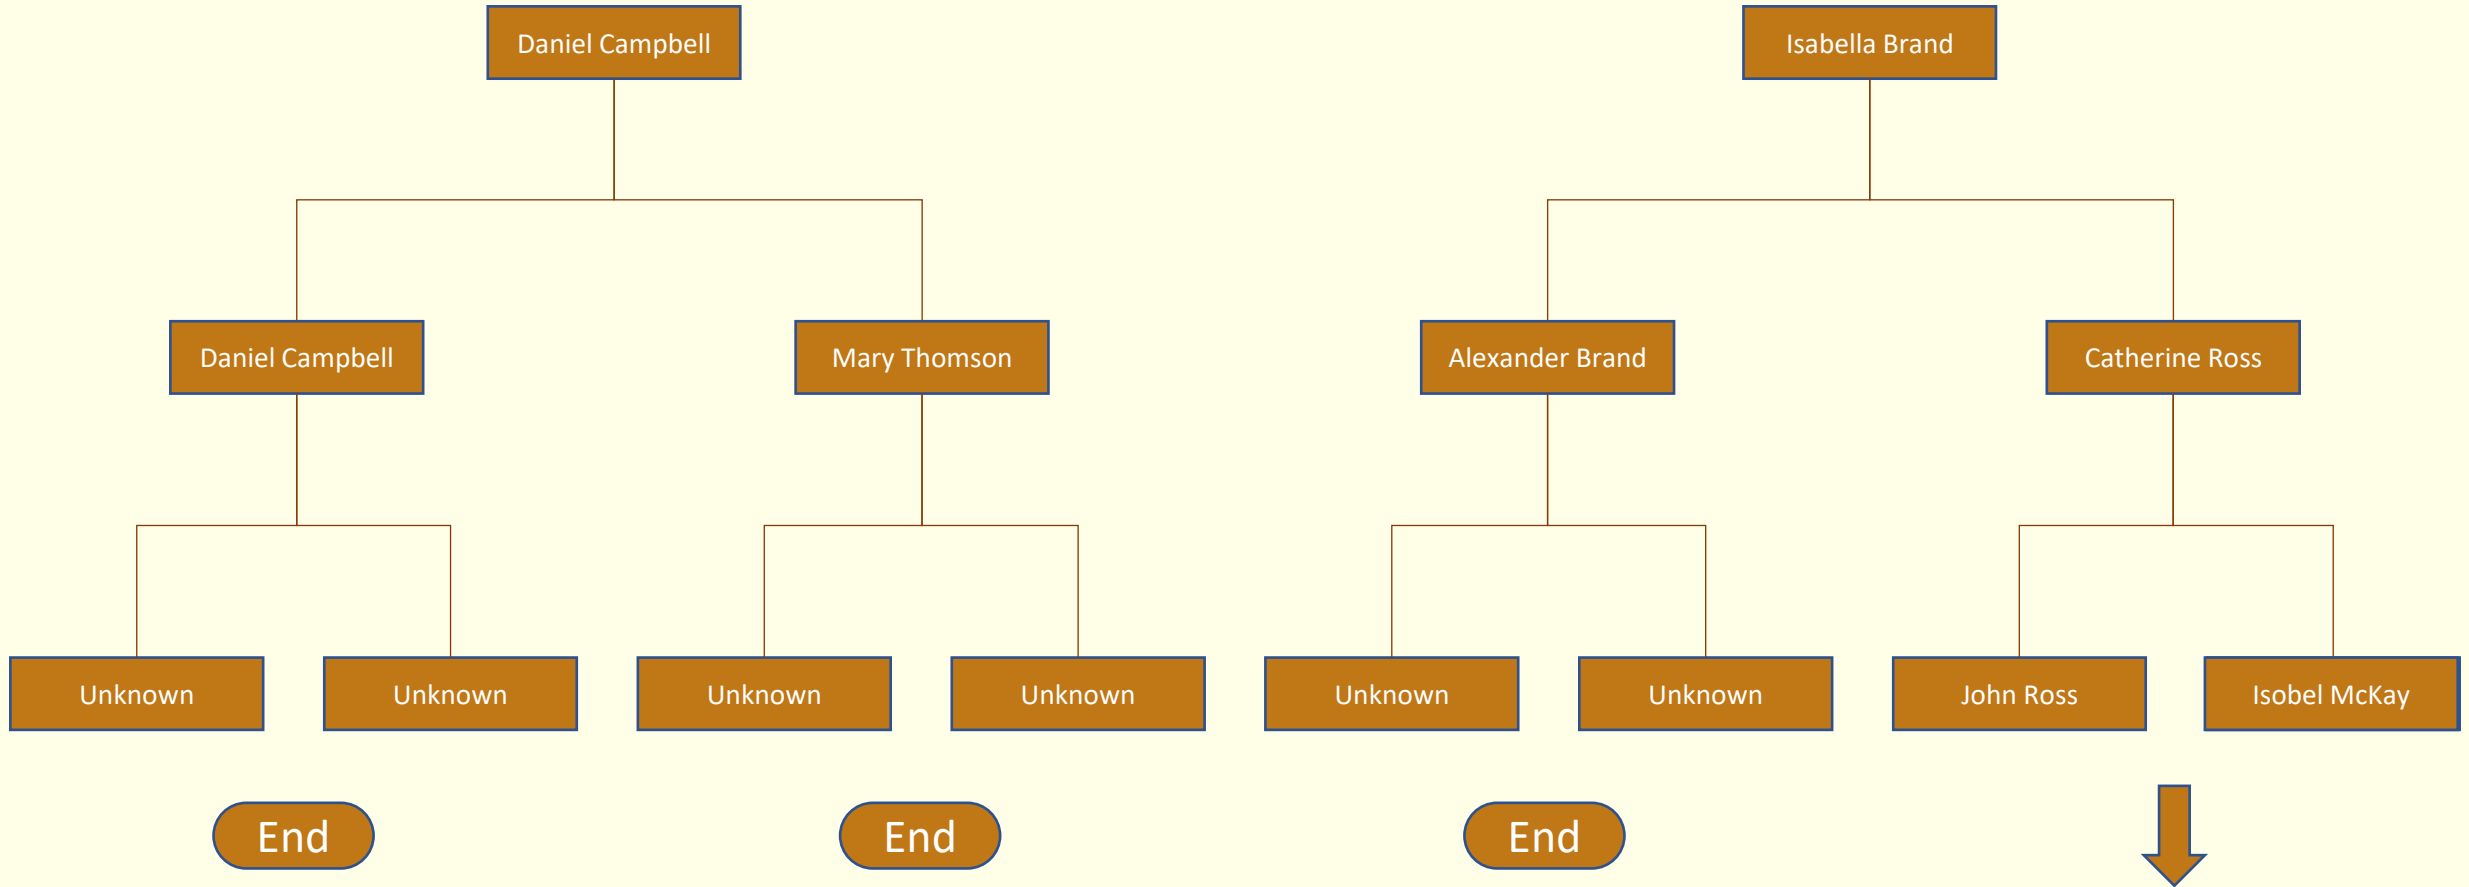 Daniel Campbell
Isabella Brand
Daniel Campbell
Mary Thomson
Alexander Brand
Catherine Ross
Unknown
Unknown
Unknown
Unknown
Unknown
Unknown
John Ross
Isobel McKay
End
End
End